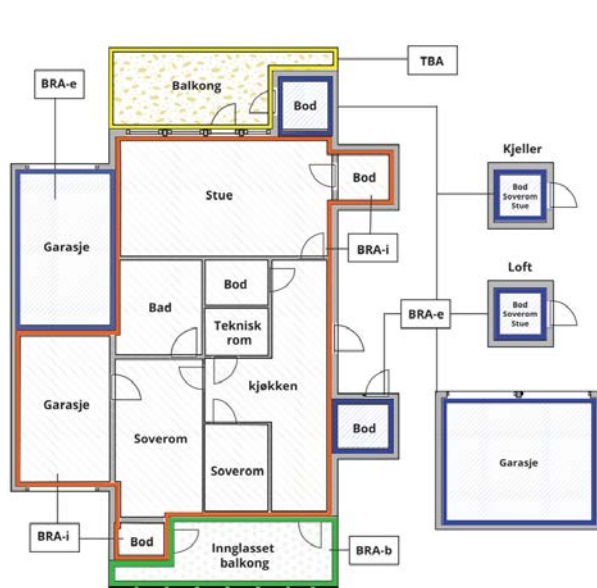 TBA
BRA-e
Balkong
Bod
Kjeller
Stue
Bod
Bod
Soverom
Stue
Garasje
BRA-i
Loft
Bod
Bad
Bod
Soverom
Stue
BRA-e
Teknisk
rom
kjøkken
Garasje
Soverom
Bod
Soverom
Garasje
BRA-i
Bod
Innglasset
balkong
BRA-b